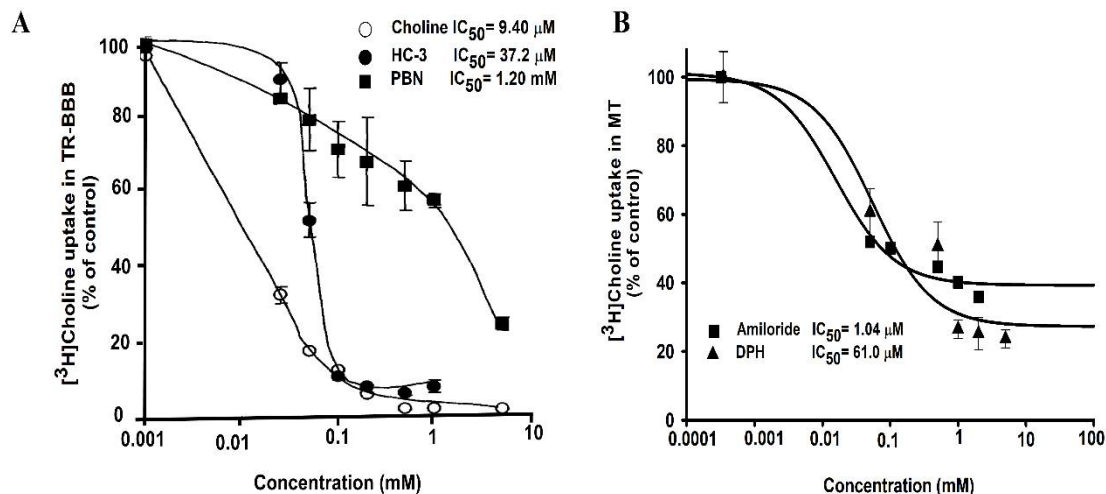 A
[³H]Choline uptake in TR-BBB
(% of control)
100
80
60
40
20
0
0.001
0.01
0.1
1
10
Concentration (mM)
Choline IC₅₀= 9.40 μM
HC-3 IC₅₀= 37.2 μM
PBN IC₅₀= 1.20 mM
B
[³H]Choline uptake in MT
(% of control)
100
80
60
40
20
0
0.0001
0.001
0.01
0.1
1
10
100
Concentration (mM)
Amiloride IC₅₀= 1.04 μM
DPH IC₅₀= 61.0 μM